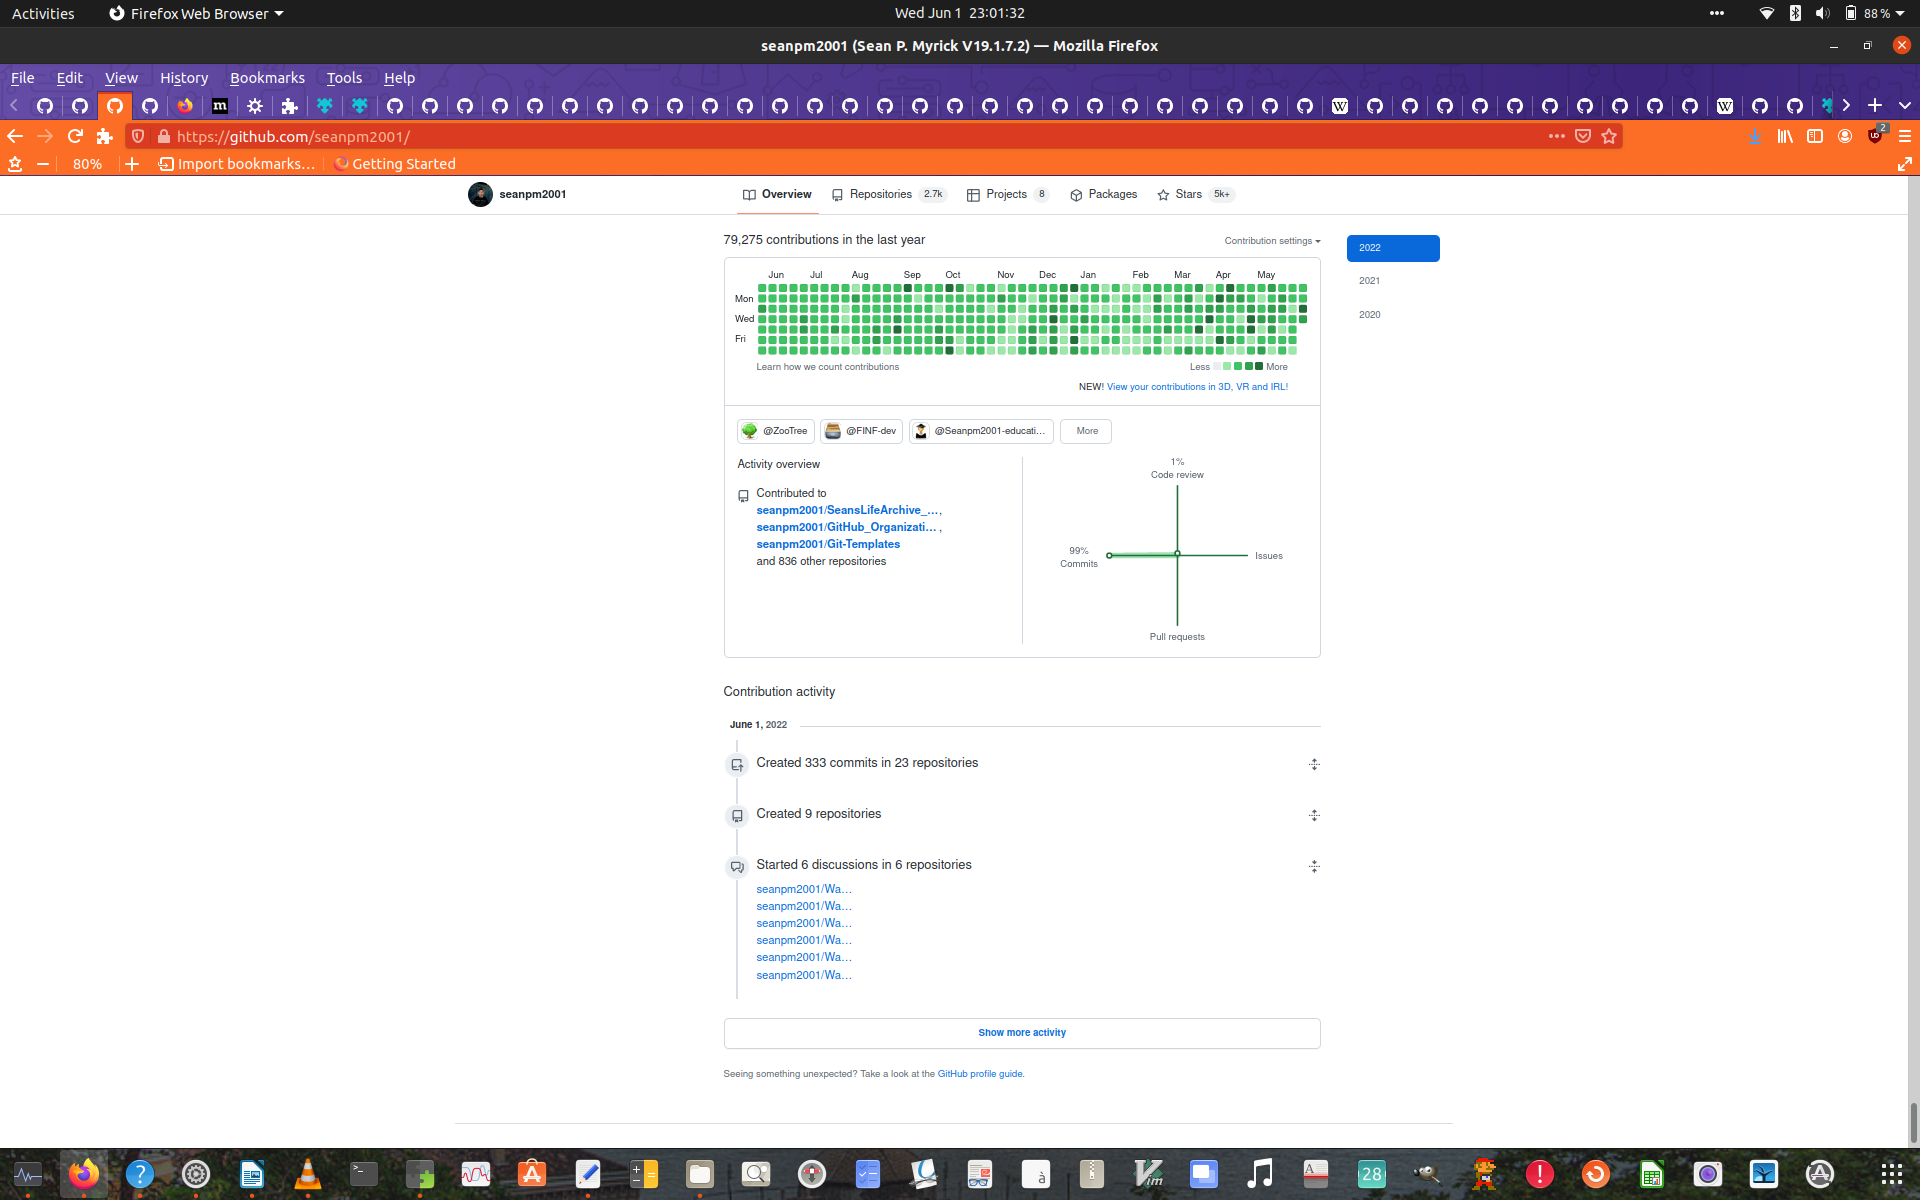 Activities Firefox Web Browser Wed Jun 1 23:01:32 88 %
seanpm2001 (Sean P. Myrick V19.1.7.2) — Mozilla Firefox
File Edit View History Bookmarks Tools Help
https://github.com/seanpm2001/ 2
80% Import bookmarks... Getting Started
seanpm2001 Overview Repositories 2.7k Projects 8 Packages Stars 5k+
79,275 contributions in the last year Contribution settings
2022
2021
2020
Jun Jul Aug Sep Oct Nov Dec Jan Feb Mar Apr May
Mon
Wed
Fri
Learn how we count contributions Less More
NEW! View your contributions in 3D, VR and IRL!
@ZooTree @FINF-dev @Seanpm2001-educati... More
Activity overview
Contributed to
seanpm2001/SeansLifeArchive_... ,
seanpm2001/GitHub_Organizati... ,
seanpm2001/Git-Templates
and 836 other repositories
1%
Code review
99%
Commits
Issues
Pull requests
Contribution activity
June 1, 2022
Created 333 commits in 23 repositories
Created 9 repositories
Started 6 discussions in 6 repositories
seanpm2001/Wa...
seanpm2001/Wa...
seanpm2001/Wa...
seanpm2001/Wa...
seanpm2001/Wa...
seanpm2001/Wa...
Show more activity
Seeing something unexpected? Take a look at the GitHub profile guide.
Vim à 28